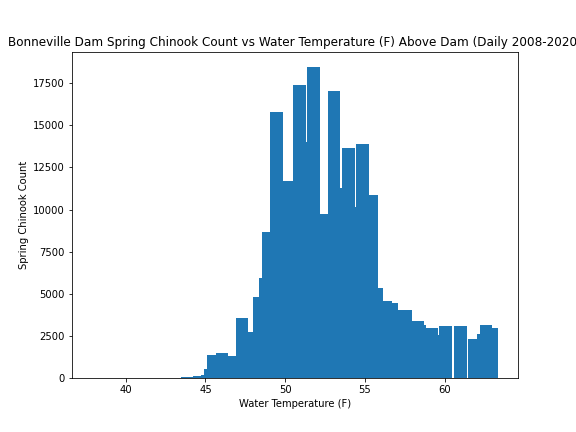 Bonneville Dam Spring Chinook Count vs Water Temperature (F) Above Dam (Daily 2008-2020
17500
15000
12500
10000
7500
5000
2500
0
Spring Chinook Count
40 45 50 55 60
Water Temperature (F)